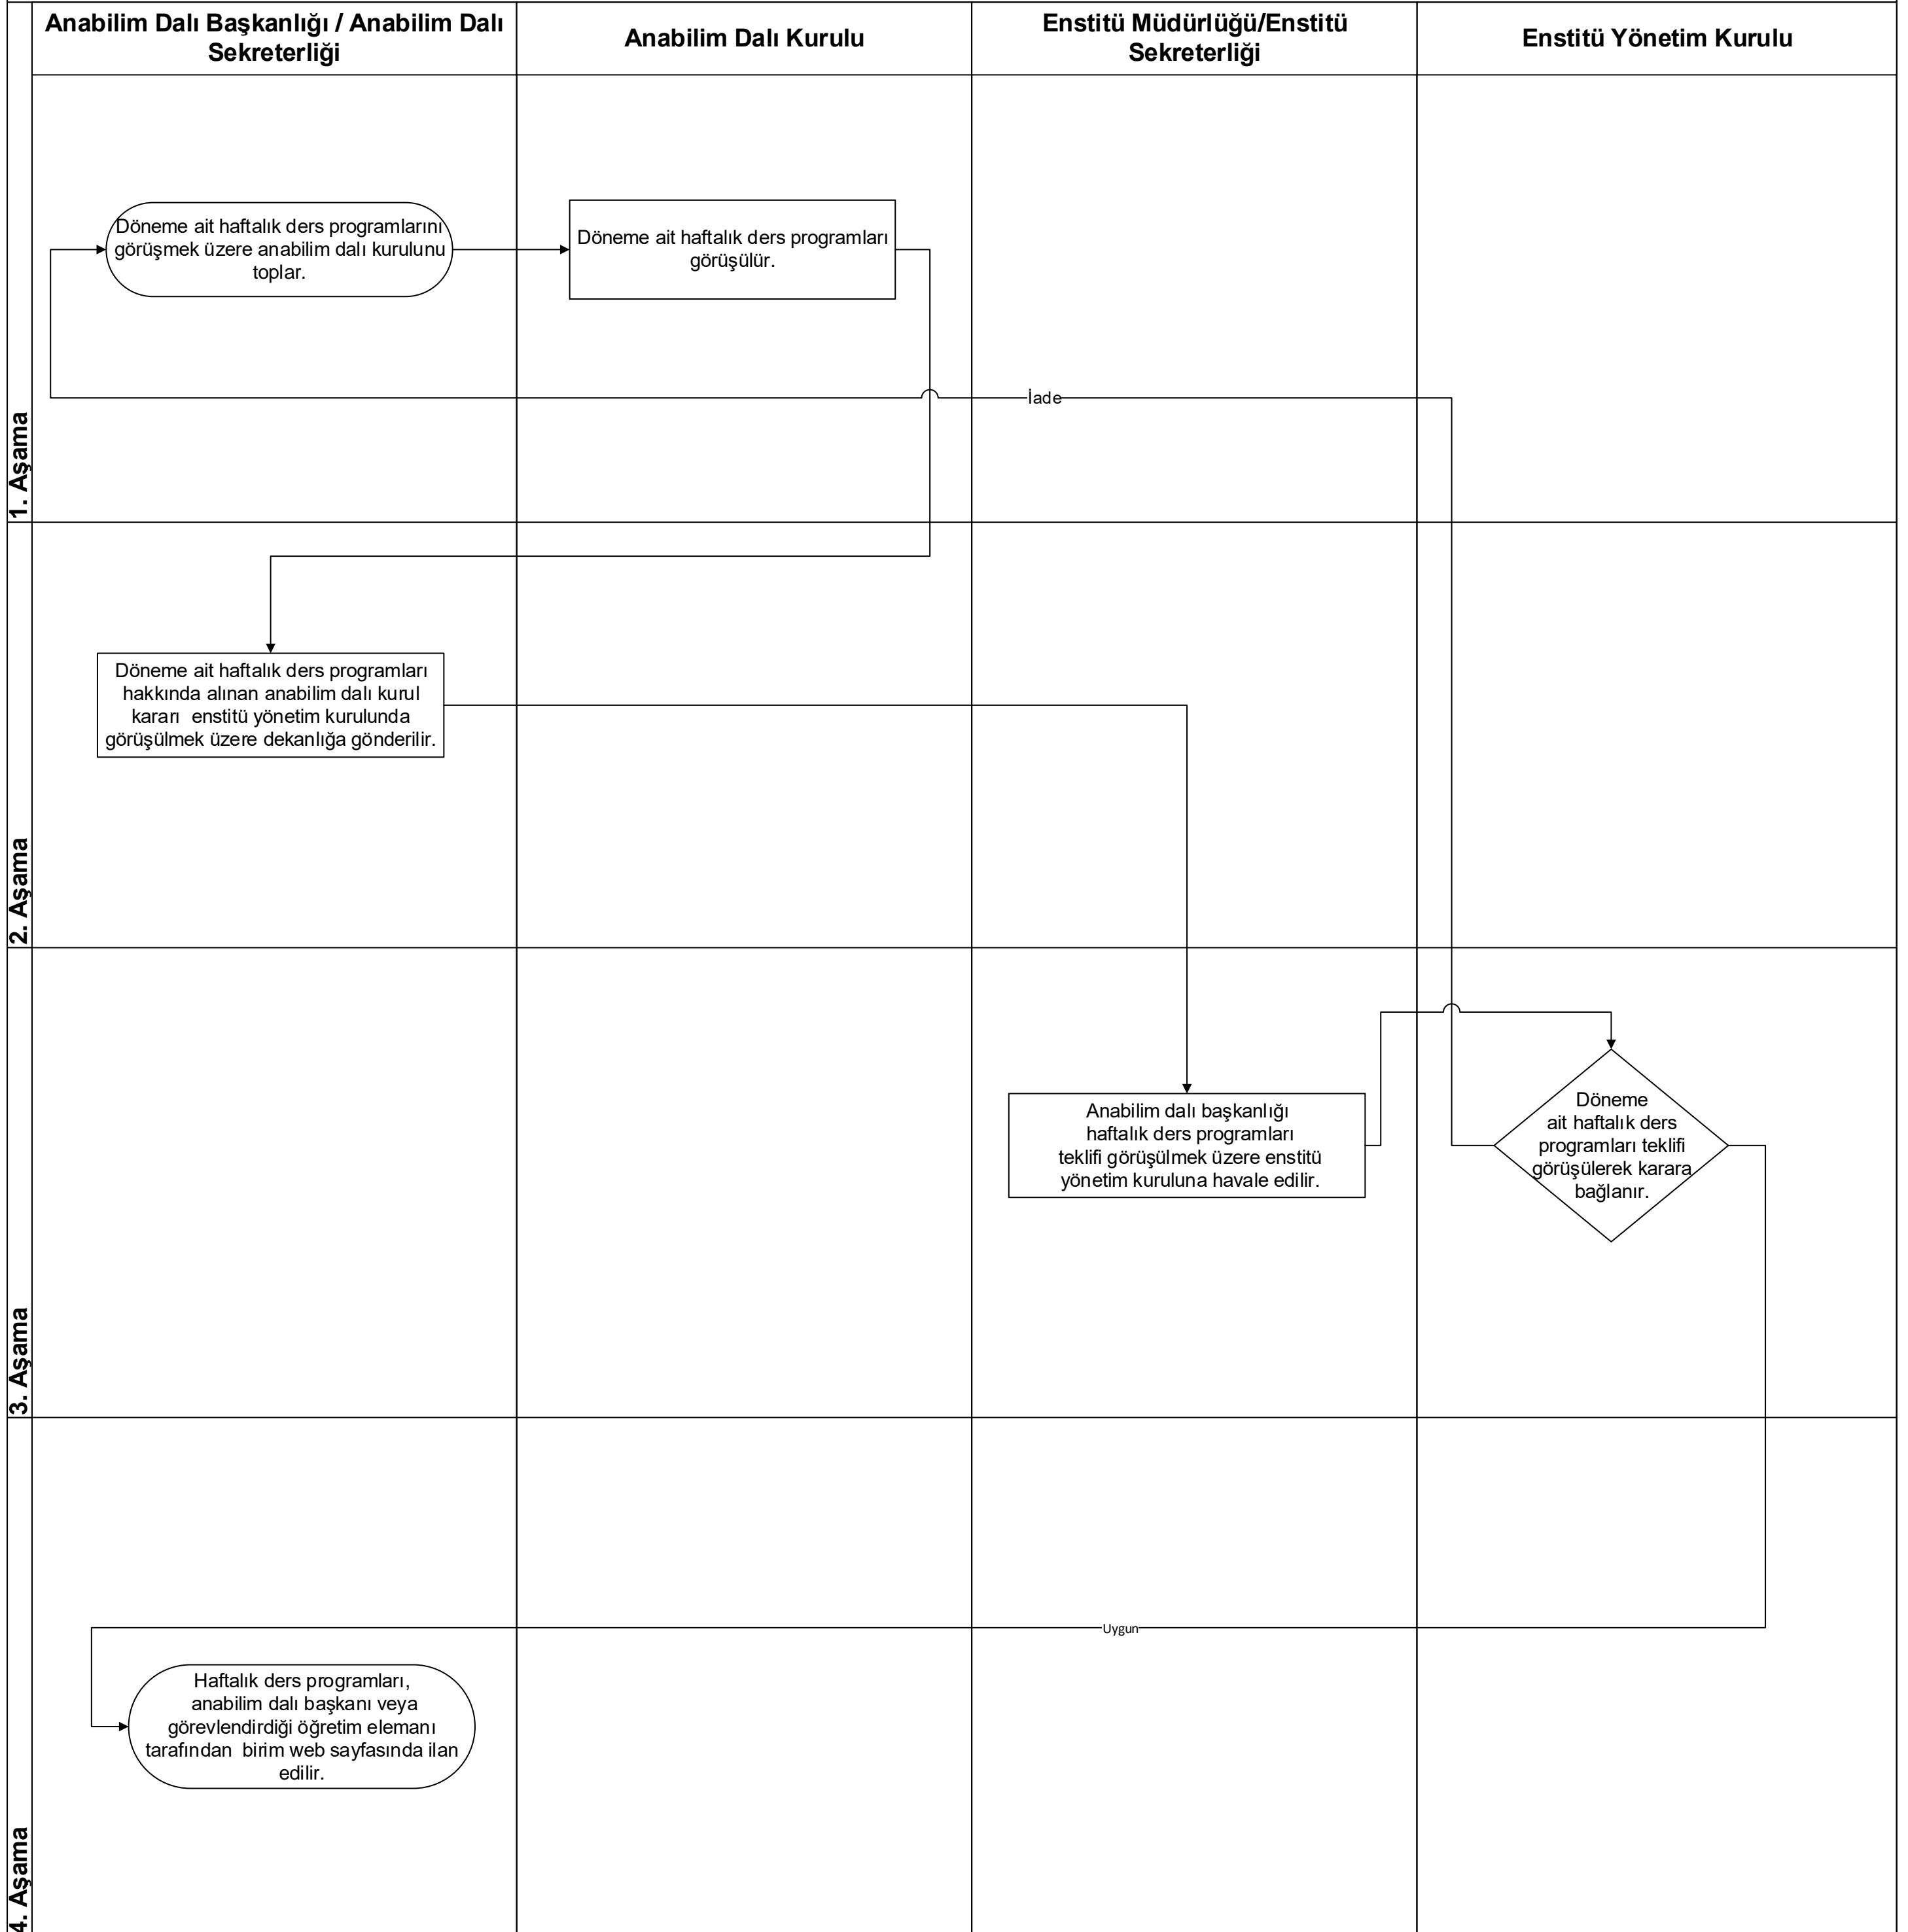 Anabilim Dalı Başkanlığı / Anabilim Dalı
Sekreterliği
Anabilim Dalı Kurulu
Enstitü Müdürlüğü/Enstitü
Sekreterliği
Enstitü Yönetim Kurulu
1. Aşama
Döneme ait haftalık ders programlarını
görüşmek üzere anabilim dalı kurulunu
toplar.
Döneme ait haftalık ders programları
görüşülür.
İade
2. Aşama
Döneme ait haftalık ders programları
hakkında alınan anabilim dalı kurul
kararı  enstitü yönetim kurulunda
görüşülmek üzere dekanlığa gönderilir.
3. Aşama
Anabilim dalı başkanlığı
haftalık ders programları
teklifi görüşülmek üzere enstitü
yönetim kuruluna havale edilir.
Döneme
ait haftalık ders
programları teklifi
görüşülerek karara
bağlanır.
4. Aşama
Uygun
Haftalık ders programları,
anabilim dalı başkanı veya
görevlendirdiği öğretim elemanı
tarafından  birim web sayfasında ilan
edilir.